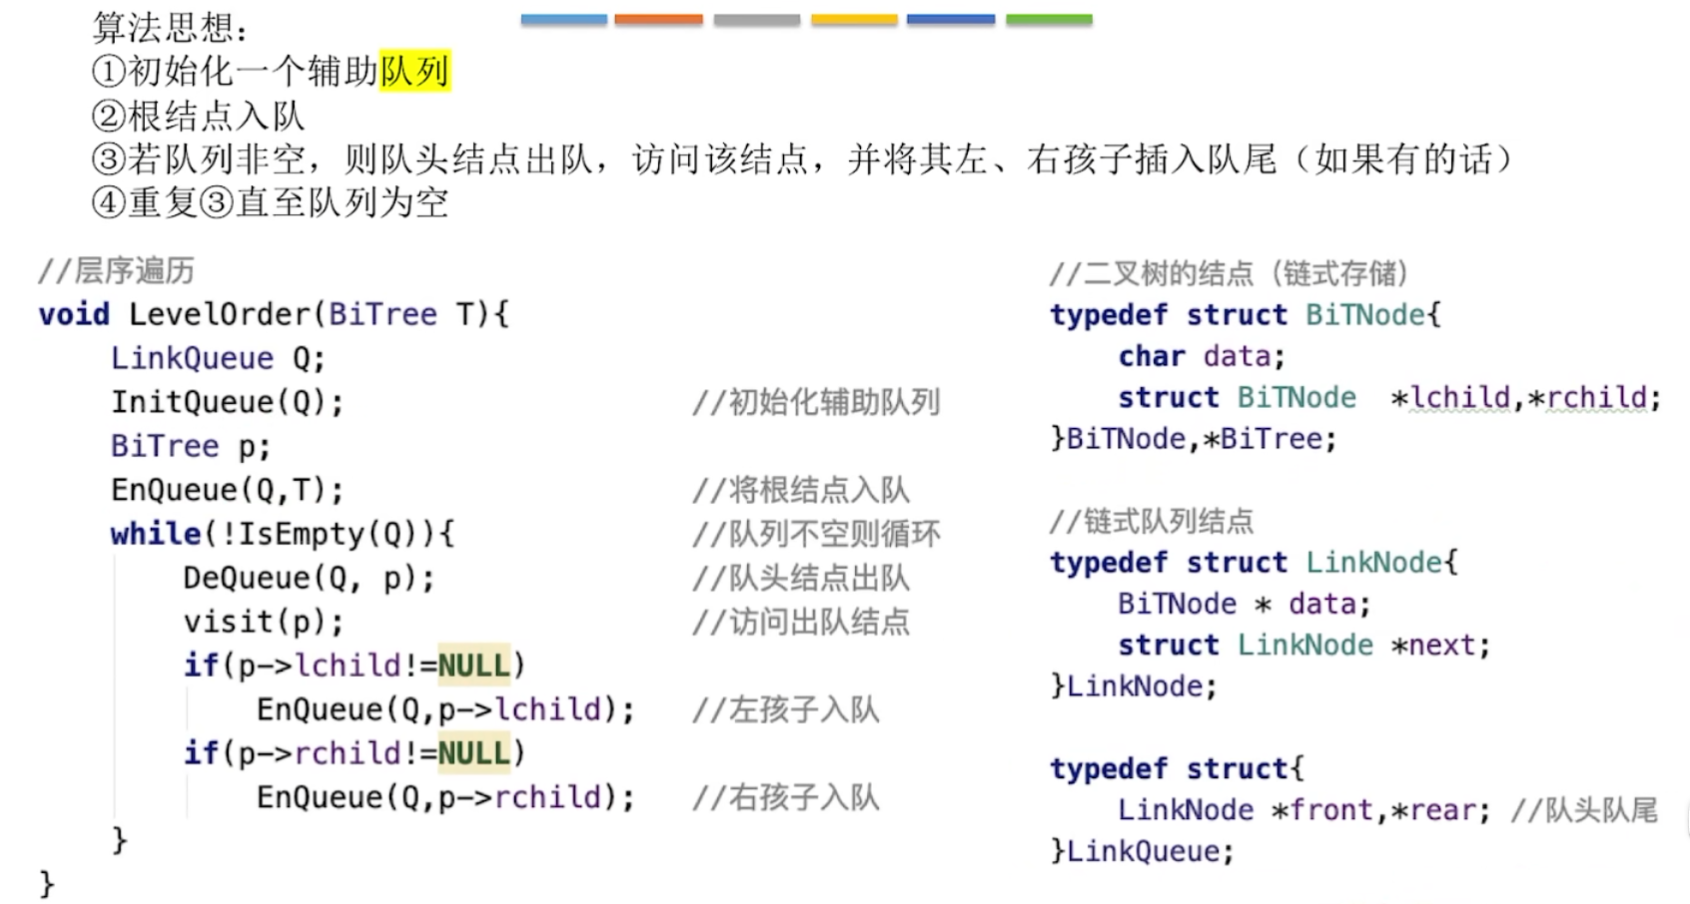 算法思想：
①初始化一个辅助队列
②根结点入队
③若队列非空，则队头结点出队，访问该结点，并将其左、右孩子插入队尾（如果有的话）
④重复③直至队列为空
//层序遍历
void LevelOrder(BiTree T){
LinkQueue Q;
InitQueue(Q); //初始化辅助队列
BiTree p;
EnQueue(Q,T); //将根结点入队
while(!IsEmpty(Q)){ //队列不空则循环
DeQueue(Q, p); //队头结点出队
visit(p); //访问出队结点
if(p->lchild!=NULL)
EnQueue(Q,p->lchild); //左孩子入队
if(p->rchild!=NULL)
EnQueue(Q,p->rchild); //右孩子入队
}
}
//二叉树的结点（链式存储）
typedef struct BiTNode{
char data;
struct BiTNode *lchild,*rchild;
}BiTNode,*BiTree;
//链式队列结点
typedef struct LinkNode{
BiTNode * data;
struct LinkNode *next;
}LinkNode;
typedef struct{
LinkNode *front,*rear; //队头队尾
}LinkQueue;